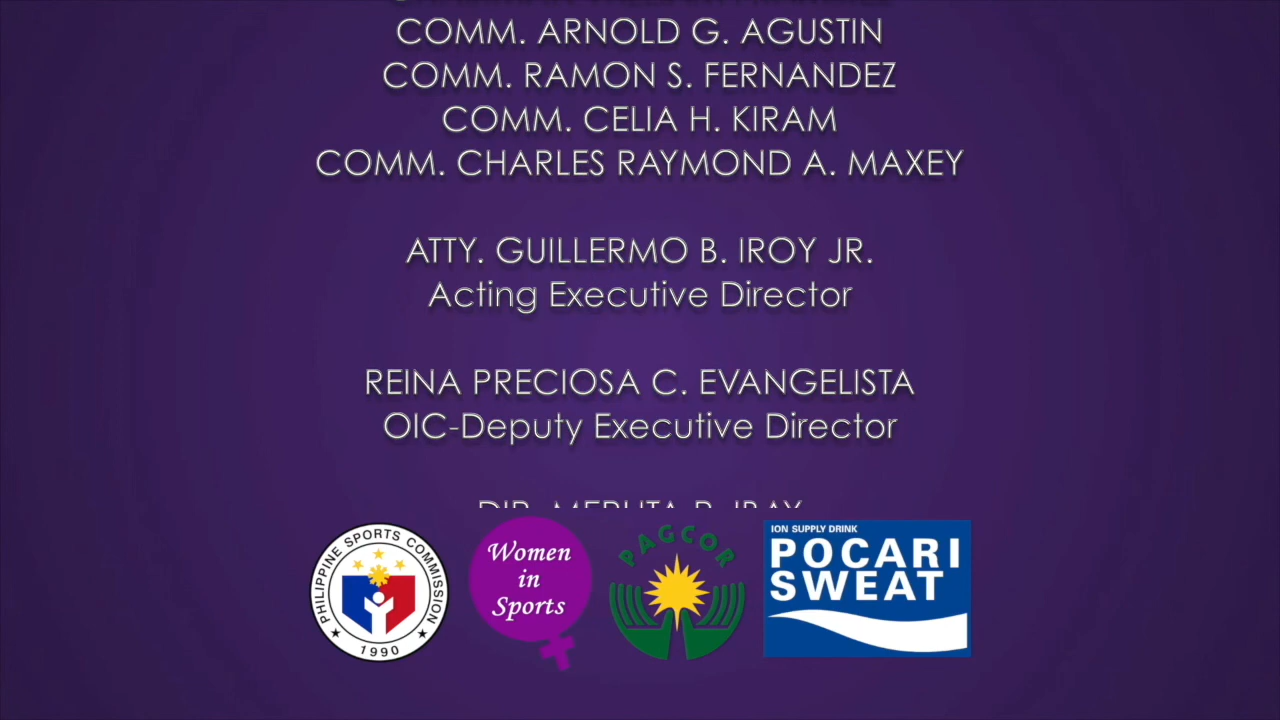 COMM. ARNOLD G. AGUSTIN
COMM. RAMON S. FERNANDEZ
COMM. CELIA H. KIRAM
COMM. CHARLES RAYMOND A. MAXEY
ATTY. GUILLERMO B. IROY JR.
Acting Executive Director
REINA PRECIOSA C. EVANGELISTA
OIC-Deputy Executive Director
PHILIPPINE SPORTS COMMISSION
1990
Women
in
Sports
PAGCOR
ION SUPPLY DRINK
POCARI
SWEAT